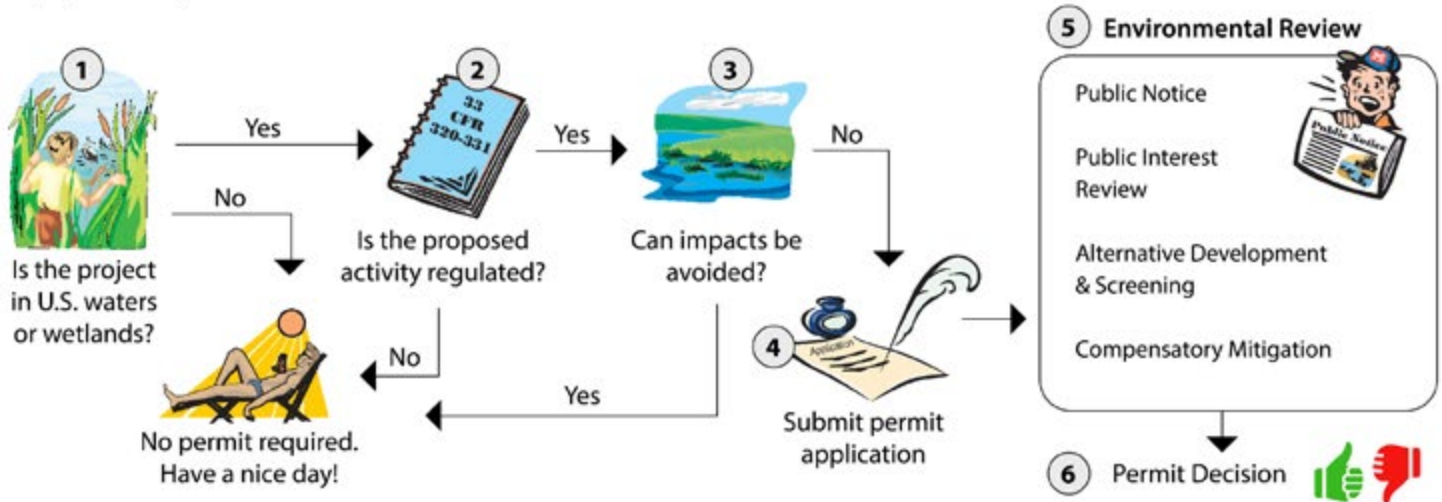 1
Is the project
in U.S. waters
or wetlands?
Yes
No
2
33
CFR
320-331
Is the proposed
activity regulated?
Yes
No
3
Can impacts be
avoided?
No
Yes
No permit required.
Have a nice day!
4
Application
Submit permit
application
5 Environmental Review
Public Notice
Public Notice
Public Interest
Review
Alternative Development
& Screening
Compensatory Mitigation
6 Permit Decision